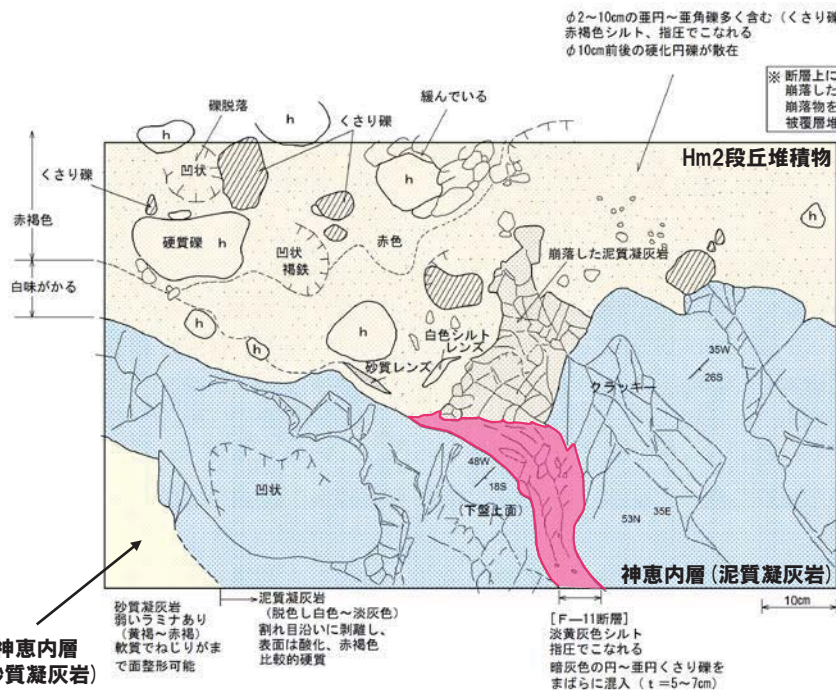 φ2~10cmの亜円~亜角礫多く含む（くさり礫
赤褐色シルト、指圧でこなれる
φ10cm前後の硬化円礫が散在
※ 断層上に
崩落した
崩落物を
被覆層堆
Hm2段丘堆積物
礫脱落
h
h
くさり礫
緩んでいる
くさり礫
凹状
h
赤褐色
硬質礫 h
凹状
褐鉄
赤色
h
崩落した泥質凝灰岩
白味がかる
h
h
h
白色シルト
レンズ
砂質レンズ
35W
26S
クラッキー
凹状
48W
18S
(下盤上面)
53N
35E
神恵内層(泥質凝灰岩)
神恵内層
質凝灰岩)
砂質凝灰岩
弱いラミナあり
(黄褐~赤褐)
軟質でねじりがま
で面整形可能
泥質凝灰岩
(脱色し白色~淡灰色)
割れ目沿いに剥離し、
表面は酸化、赤褐色
比較的硬質
[F—11断層]
淡黄灰色シルト
指圧でこなれる
暗灰色の円~亜円くさり礫を
まばらに混入（t=5~7cm）
10cm